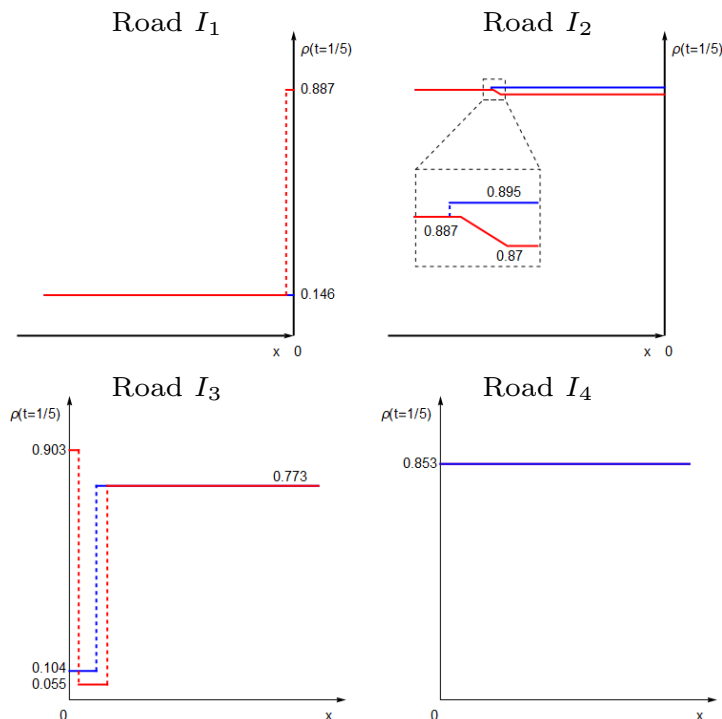 Road I₁
ρ(t=1/5)
0.887
0.146
x 0
Road I₂
ρ(t=1/5)
0.895
0.887
0.87
x 0
Road I₃
ρ(t=1/5)
0.903
0.773
0.104
0.055
0 x
Road I₄
ρ(t=1/5)
0.853
0 x